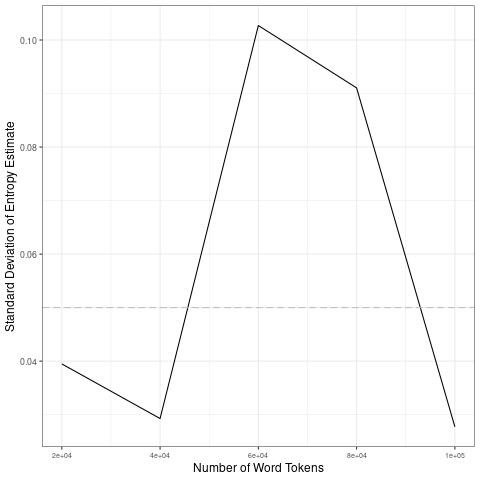 Standard Deviation of Entropy Estimate
0.10
0.08
0.06
0.04
2e+04 4e+04 6e+04 8e+04 1e+05
Number of Word Tokens